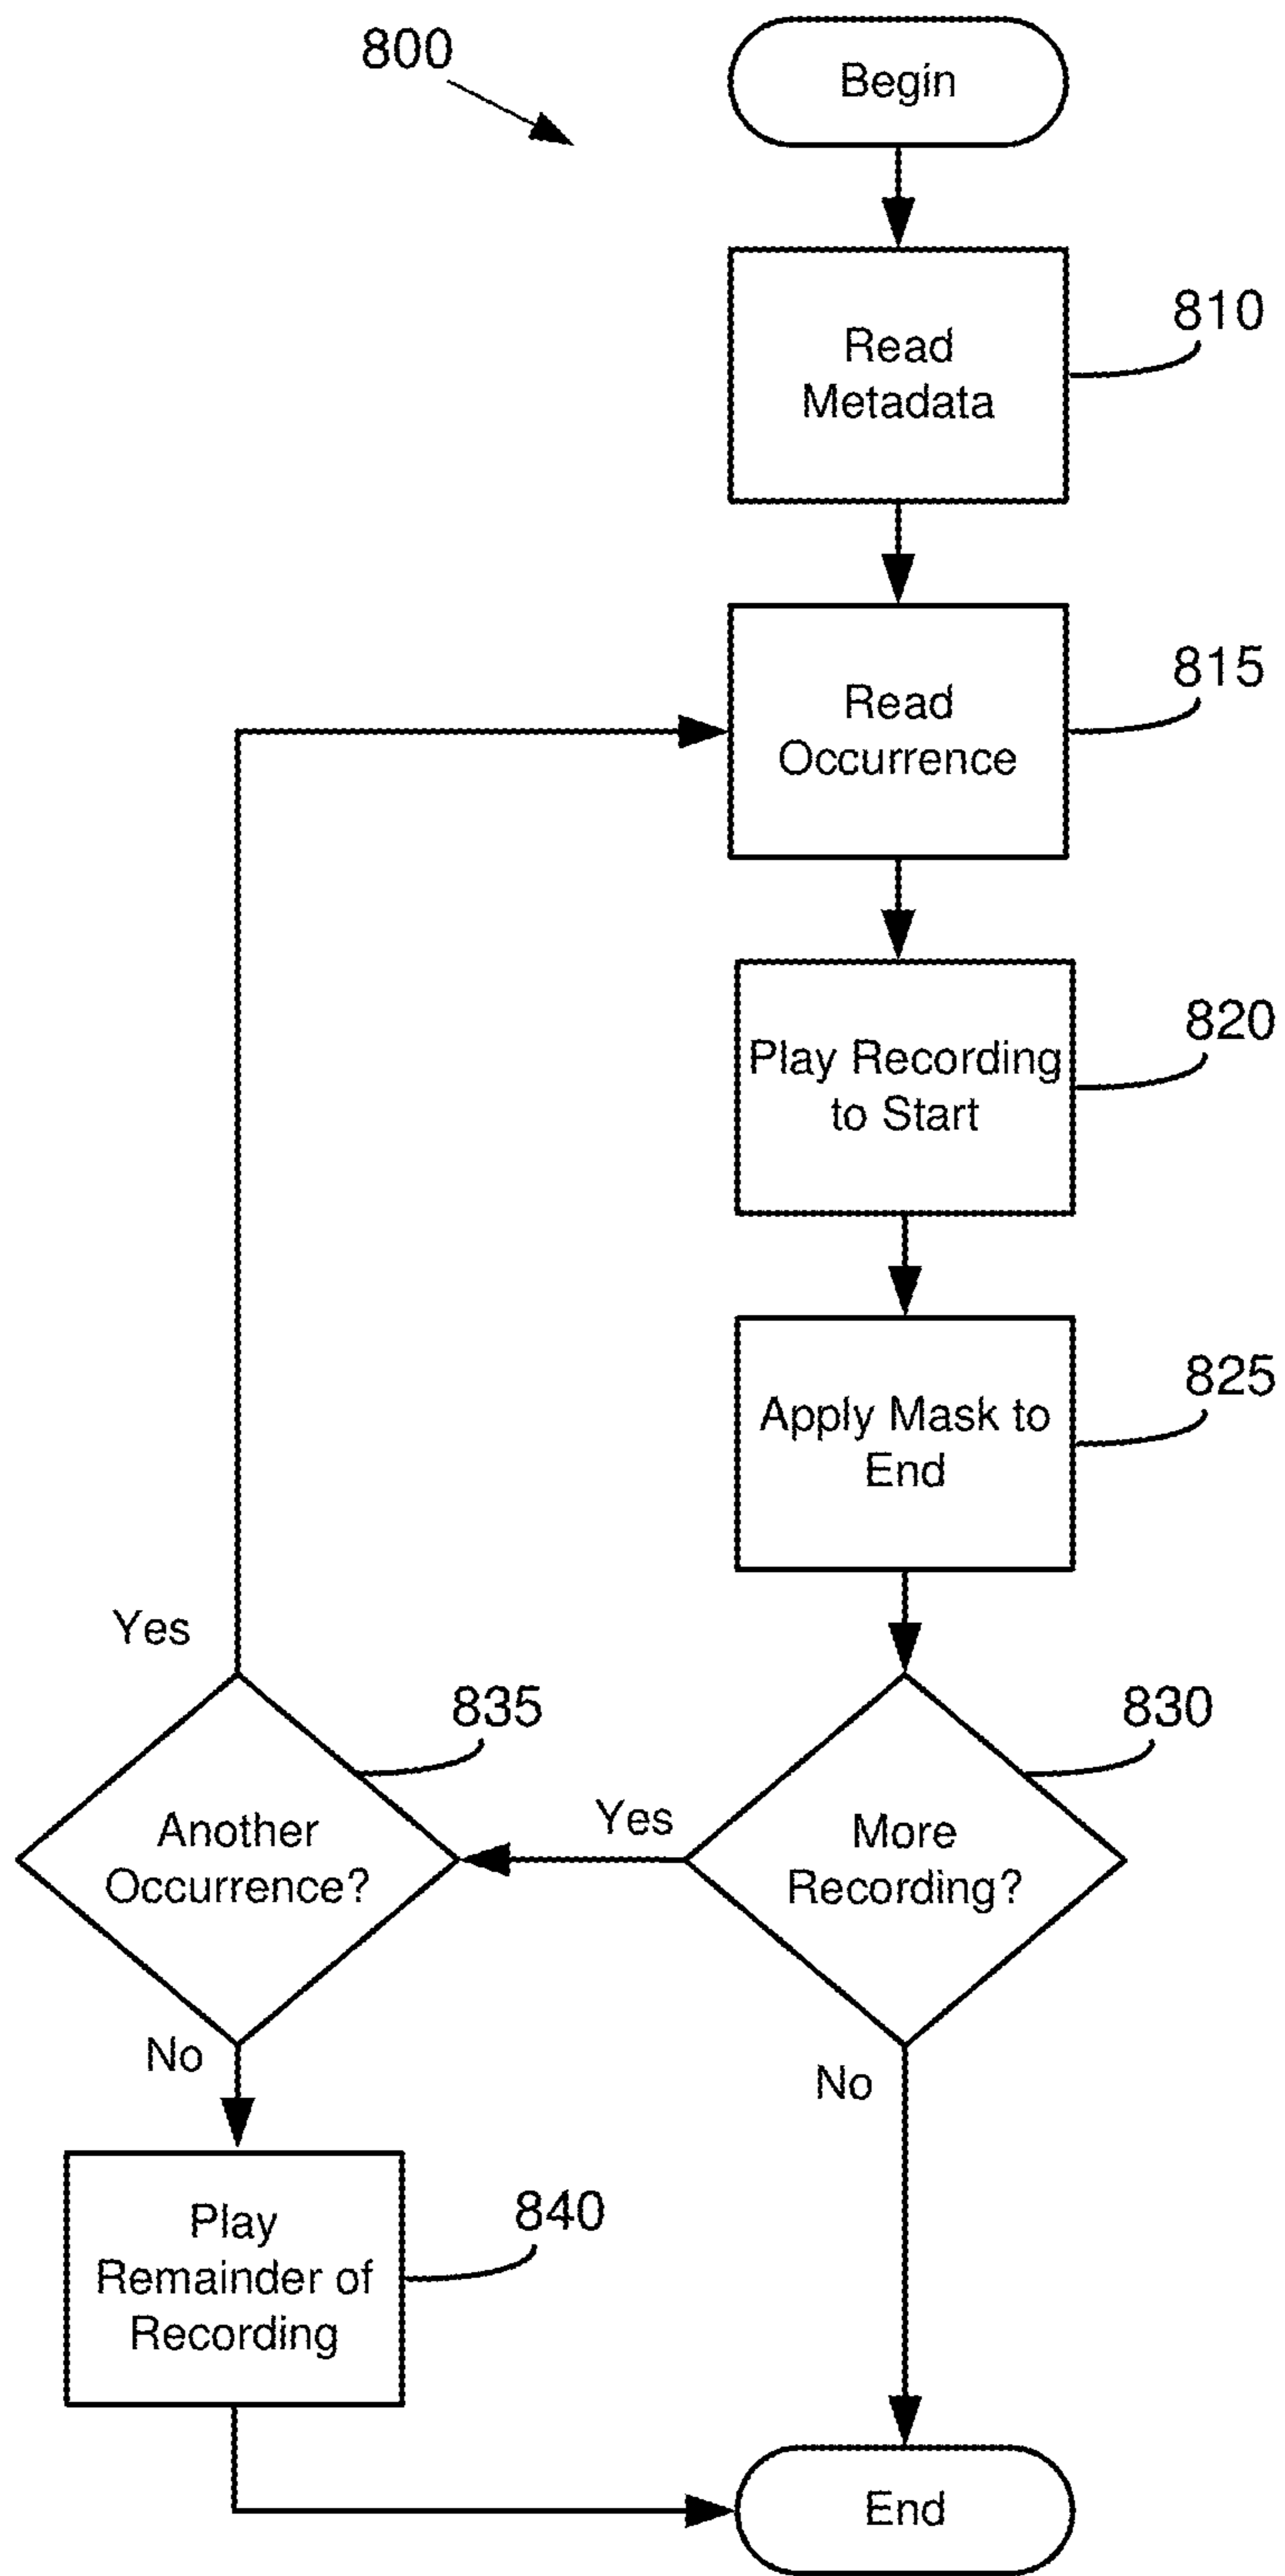 800
Begin
Read
Metadata
810
Read
Occurrence
815
Play Recording
to Start
820
Apply Mask to
End
825
Yes
Another
Occurrence?
835
Yes
More
Recording?
830
No
No
Play
Remainder of
Recording
840
End